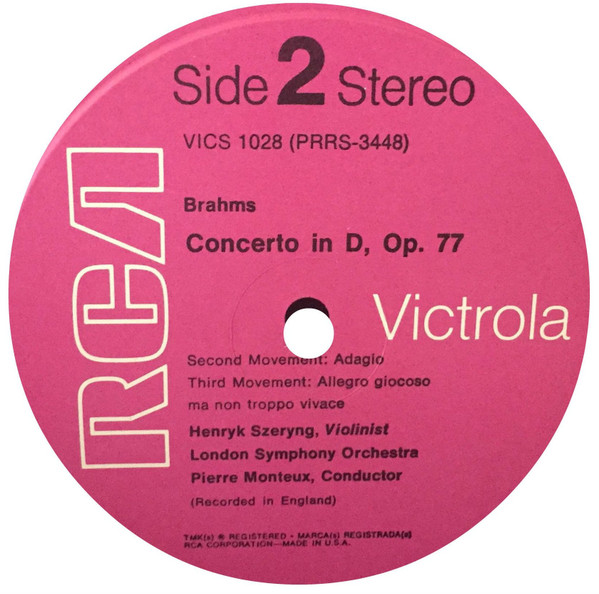 Side 2 Stereo
VICS 1028 (PRRS-3448)
RCA
Brahms
Concerto in D, Op. 77
Victrola
Second Movement: Adagio
Third Movement: Allegro giocoso
ma non troppo vivace
Henryk Szeryng, Violinist
London Symphony Orchestra
Pierre Monteux, Conductor
(Recorded in England)
TMK(s) ® REGISTERED • MARCA(s) REGISTRADA(s)
RCA CORPORATION—MADE IN U.S.A.